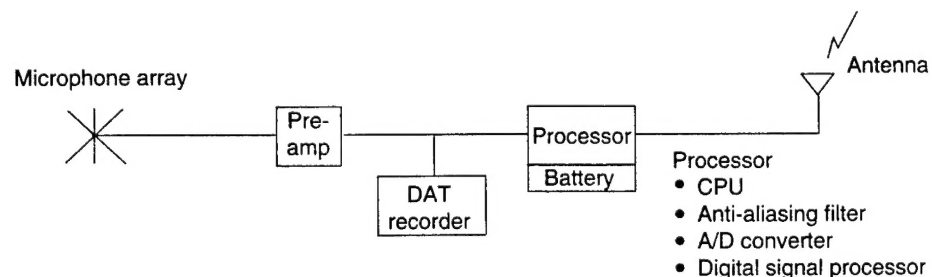 Microphone array
Antenna
Pre-
amp
Processor
Battery
DAT
recorder
Processor
• CPU
• Anti-aliasing filter
• A/D converter
• Digital signal processor